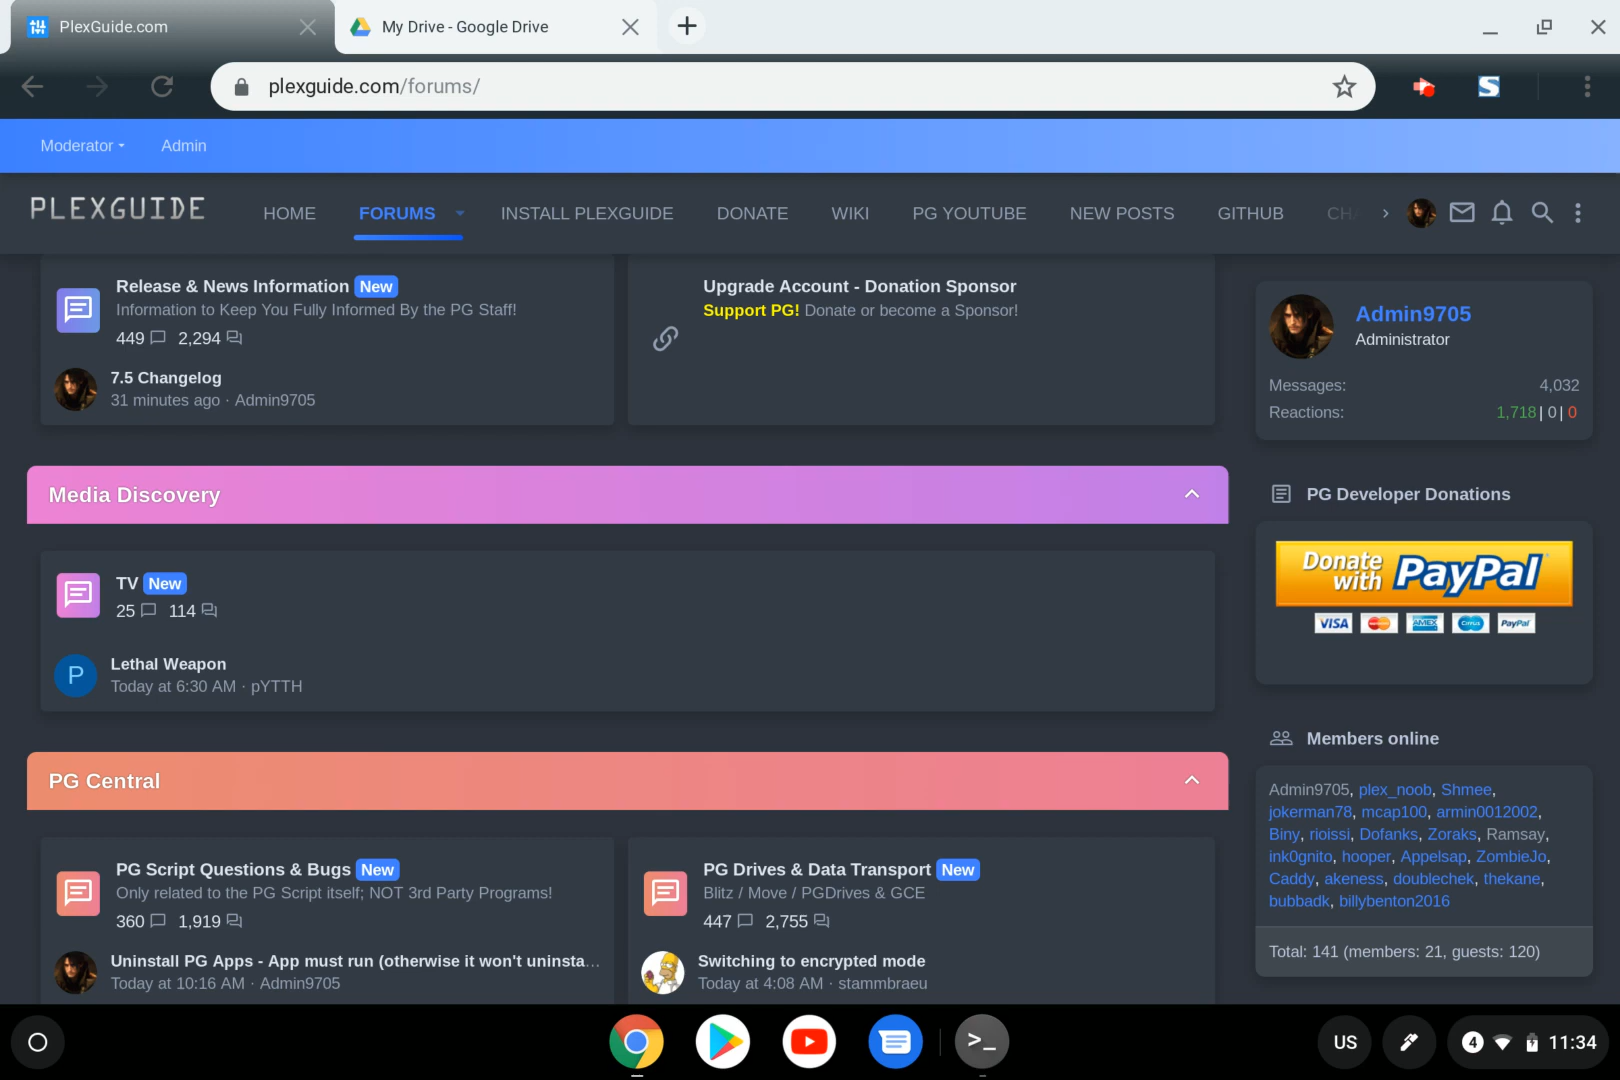 PlexGuide.com
My Drive - Google Drive
plexguide.com/forums/
Moderator
Admin
PLEXGUIDE
HOME
FORUMS
INSTALL PLEXGUIDE
DONATE
WIKI
PG YOUTUBE
NEW POSTS
GITHUB
Release & News Information New
Information to Keep You Fully Informed By the PG Staff!
449 2,294
7.5 Changelog
31 minutes ago · Admin9705
Upgrade Account - Donation Sponsor
Support PG! Donate or become a Sponsor!
Media Discovery
TV New
25 114
P
Lethal Weapon
Today at 6:30 AM · pYTTH
PG Central
PG Script Questions & Bugs New
Only related to the PG Script itself; NOT 3rd Party Programs!
360 1,919
Uninstall PG Apps - App must run (otherwise it won't uninsta...
Today at 10:16 AM · Admin9705
PG Drives & Data Transport New
Blitz / Move / PGDrives & GCE
447 2,755
Switching to encrypted mode
Today at 4:08 AM · stammbraeu
Admin9705
Administrator
Messages: 4,032
Reactions: 1,718 | 0 | 0
PG Developer Donations
Donate
with PayPal
VISA MasterCard AMEX Cirrus PayPal
Members online
Admin9705, plex_noob, Shmee,
jokerman78, mcap100, armin0012002,
Biny, rioissi, Dofanks, Zoraks, Ramsay,
ink0gnito, hooper, Appelsap, ZombieJo,
Caddy, akeness, doublechek, thekane,
bubbadk, billybenton2016
Total: 141 (members: 21, guests: 120)
US
4
11:34